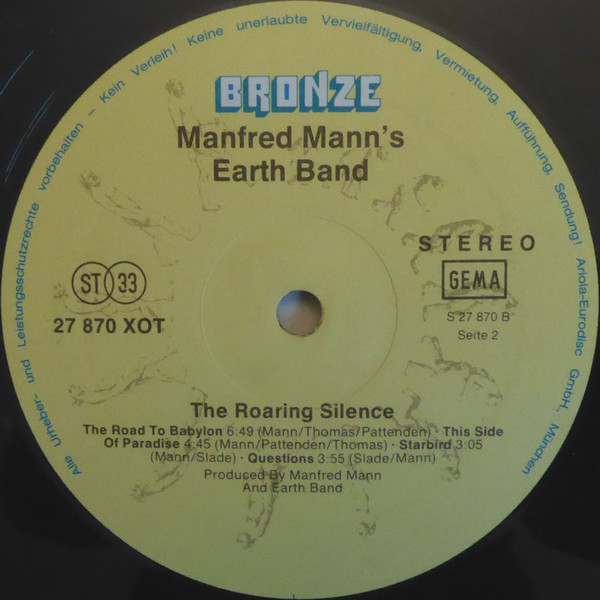 Alle Urheber- und Leistungsschutzrechte vorbehalten – Kein Verleih! Keine unerlaubte Vervielfältigung, Vermietung, Aufführung, Sendung! Ariola-Eurodisc GmbH., München
BRONZE
Manfred Mann's
Earth Band
STEREO
ST 33
GEMA
27 870 XOT
S 27 870 B
Seite 2
The Roaring Silence
The Road To Babylon 6:49 (Mann/Thomas/Pattenden) · This Side
Of Paradise 4:45 (Mann/Pattenden/Thomas) · Starbird 3:05
(Mann/Slade) · Questions 3:55 (Slade/Mann)
Produced By Manfred Mann
And Earth Band